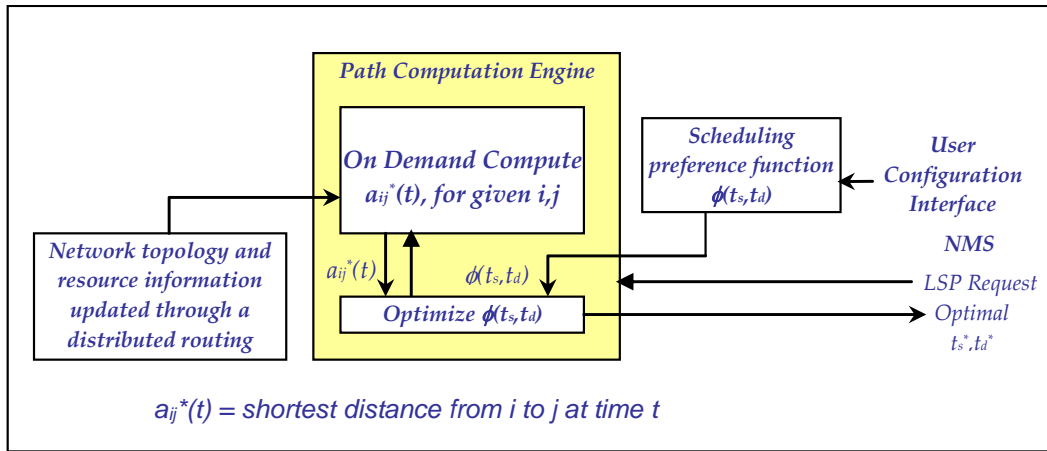 Path Computation Engine
On Demand Compute
aij*(t), for given i,j
Scheduling
preference function
ϕ(ts,td)
User
Configuration
Interface
Network topology and
resource information
updated through a
distributed routing
aij*(t)
ϕ(ts,td)
Optimize ϕ(ts,td)
NMS
LSP Request
Optimal
ts*,td*
aij*(t) = shortest distance from i to j at time t